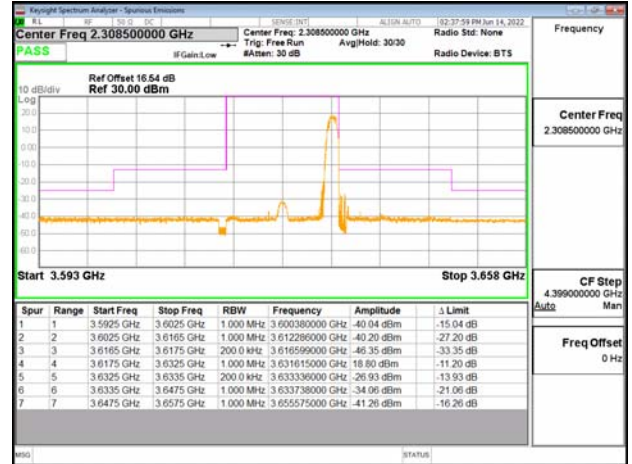 Keysight Spectrum Analyzer - Spurious Emissions
RL RF 50 Ω DC SENSE:INT ALIGN AUTO 02:37:59 PM Jun 14, 2022
Center Freq 2.308500000 GHz
Center Freq: 2.308500000 GHz
Radio Std: None
Frequency
PASS
Trig: Free Run Avg|Hold: 30/30
IFGain:Low
#Atten: 30 dB
Radio Device: BTS
Ref Offset 16.54 dB
10 dB/div Ref 30.00 dBm
Log
20.0
10.0
0.00
-10.0
-20.0
-30.0
-40.0
-50.0
-60.0
Center Freq
2.308500000 GHz
Start 3.593 GHz Stop 3.658 GHz
CF Step
4.399000000 GHz
Auto Man
Freq Offset
0 Hz
Spur Range Start Freq Stop Freq RBW Frequency Amplitude Δ Limit
1 1 3.5925 GHz 3.6025 GHz 1.000 MHz 3.600380000 GHz -40.04 dBm -15.04 dB
2 2 3.6025 GHz 3.6165 GHz 1.000 MHz 3.612286000 GHz -40.20 dBm -27.20 dB
3 3 3.6165 GHz 3.6175 GHz 200.0 kHz 3.616599000 GHz -46.35 dBm -33.35 dB
4 4 3.6175 GHz 3.6325 GHz 1.000 MHz 3.631615000 GHz 18.80 dBm -11.20 dB
5 5 3.6325 GHz 3.6335 GHz 200.0 kHz 3.633336000 GHz -26.93 dBm -13.93 dB
6 6 3.6335 GHz 3.6475 GHz 1.000 MHz 3.633738000 GHz -34.06 dBm -21.06 dB
7 7 3.6475 GHz 3.6575 GHz 1.000 MHz 3.655575000 GHz -41.26 dBm -16.26 dB
MSG STATUS